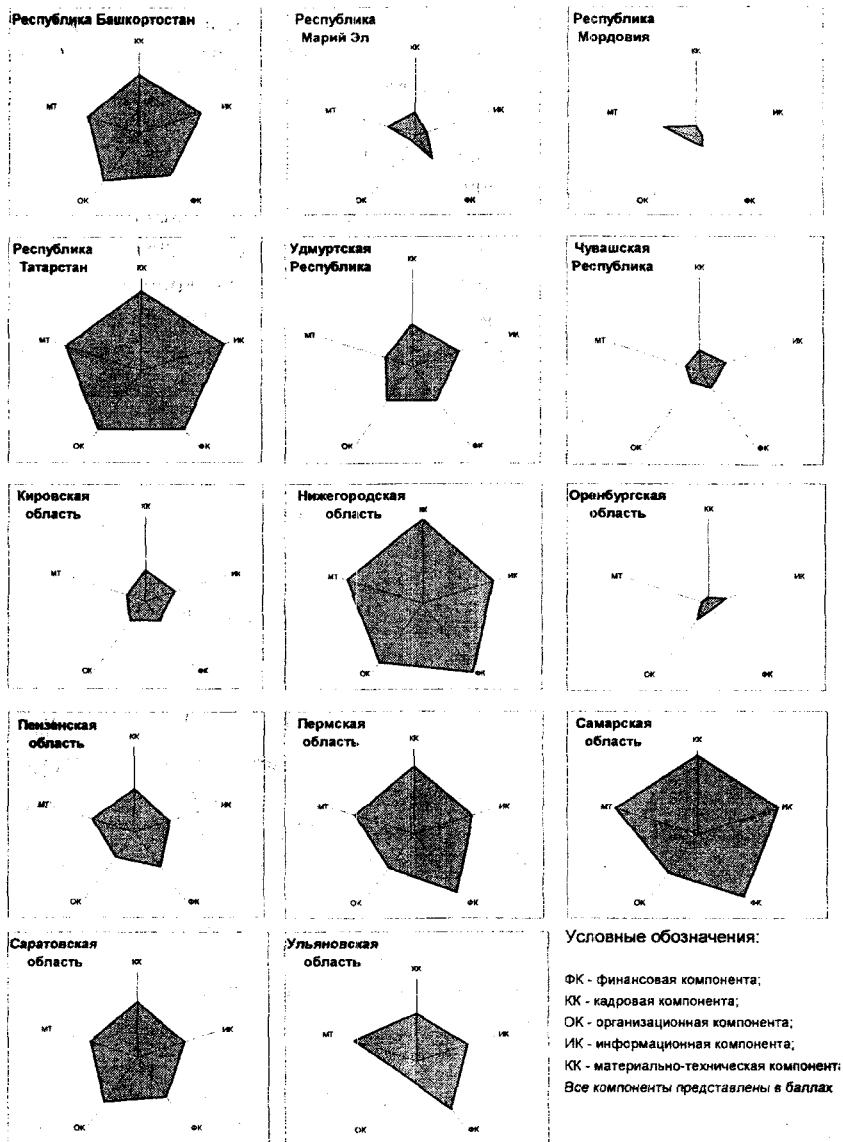 Республика Башкортостан
КК
МТ
ИК
ОК
ФК
Республика
Марий Эл
КК
МТ
ИК
ОК
ФК
Республика
Мордовия
КК
МТ
ИК
ОК
ФК
Республика
Татарстан
КК
МТ
ИК
ОК
ФК
Удмуртская
Республика
КК
МТ
ИК
ОК
ФК
Чувашская
Республика
КК
МТ
ИК
ОК
ФК
Кировская
область
КК
МТ
ИК
ОК
ФК
Нижегородская
область
КК
МТ
ИК
ОК
ФК
Оренбургская
область
КК
МТ
ИК
ОК
ФК
Пензенская
область
КК
МТ
ИК
ОК
ФК
Пермская
область
КК
МТ
ИК
ОК
ФК
Самарская
область
КК
МТ
ИК
ОК
ФК
Саратовская
область
КК
МТ
ИК
ОК
ФК
Ульяновская
область
КК
МТ
ИК
ОК
ФК
Условные обозначения:
ФК - финансовая компонента;
КК - кадровая компонента;
ОК - организационная компонента;
ИК - информационная компонента;
КК - материально-техническая компонента
Все компоненты представлены в баллах